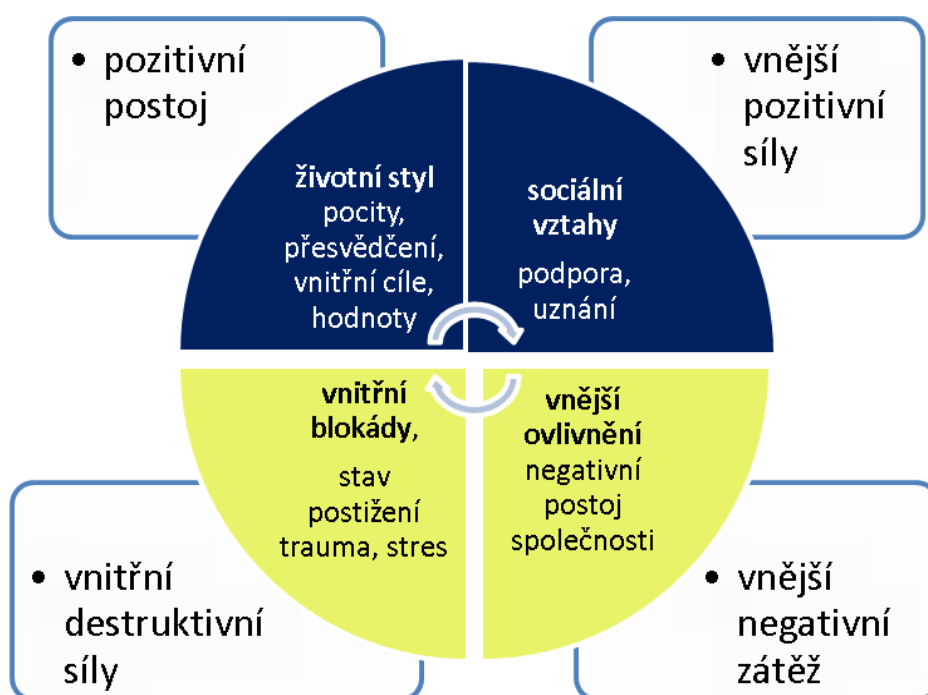 • pozitivní
postoj
• vnější
pozitivní
síly
životní styl
pocity,
přesvědčení,
vnitřní cíle,
hodnoty
sociální
vztahy
podpora,
uznání
vnitřní
blokády,
stav
postižení
trauma, stres
vnější
ovlivnění
negativní
postoj
společnosti
• vnitřní
destruktivní
síly
• vnější
negativní
zátěž